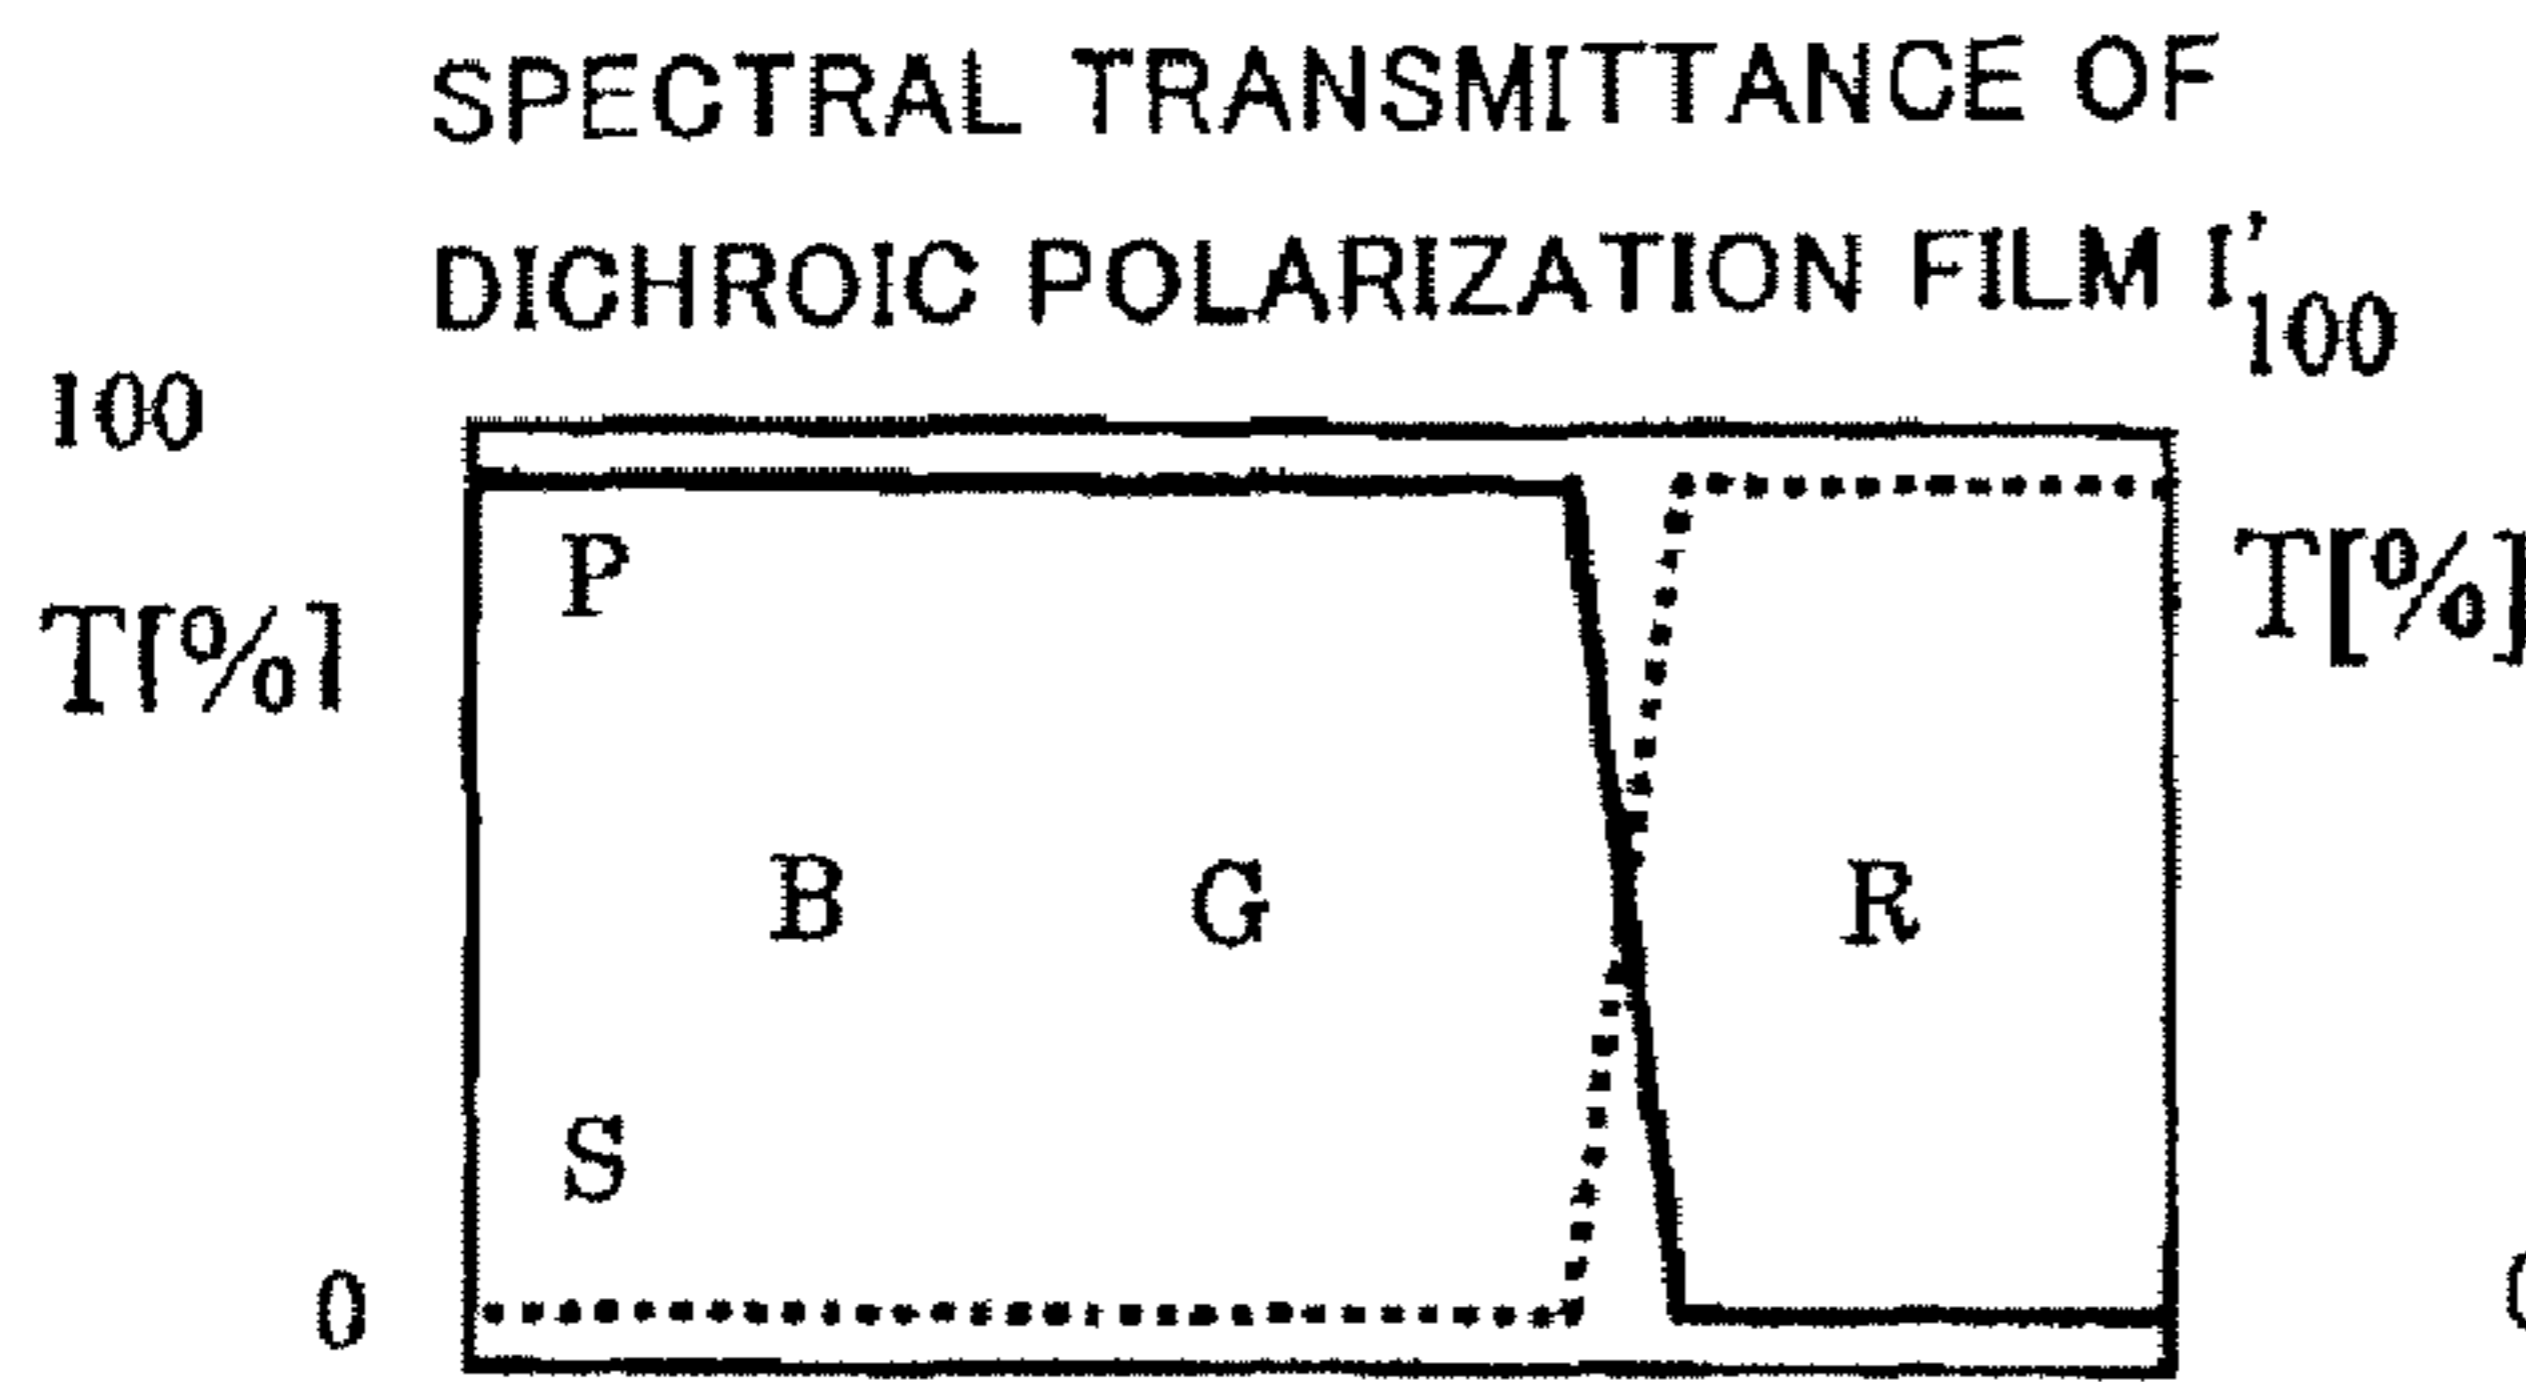 SPECTRAL TRANSMITTANCE OF
DICHROIC POLARIZATION FILM I'
100
100
T[%]
T[%]
P
B G R
S
0